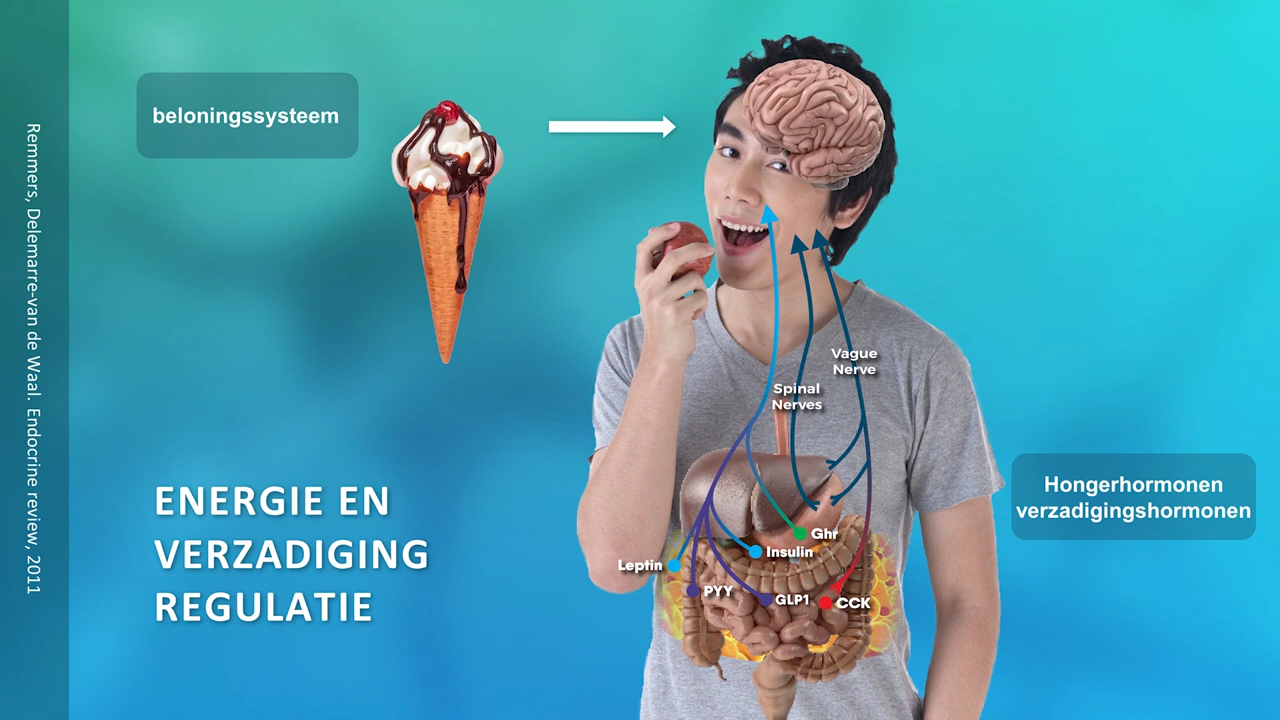 beloningssysteem
Remmers, Delemarre-van de Waal. Endocrine review, 2011
Vague
Nerve
Spinal
Nerves
ENERGIE EN
VERZADIGING
REGULATIE
Hongerhormonen
verzadigingshormonen
Ghr
Insulin
Leptin
PYY
GLP1
CCK